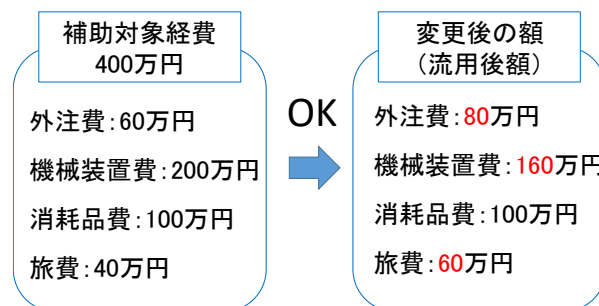 補助対象経費
400万円
外注費:60万円
機械装置費:200万円
消耗品費:100万円
旅費:40万円
OK
変更後の額
（流用後額）
外注費:80万円
機械装置費:160万円
消耗品費:100万円
旅費:60万円